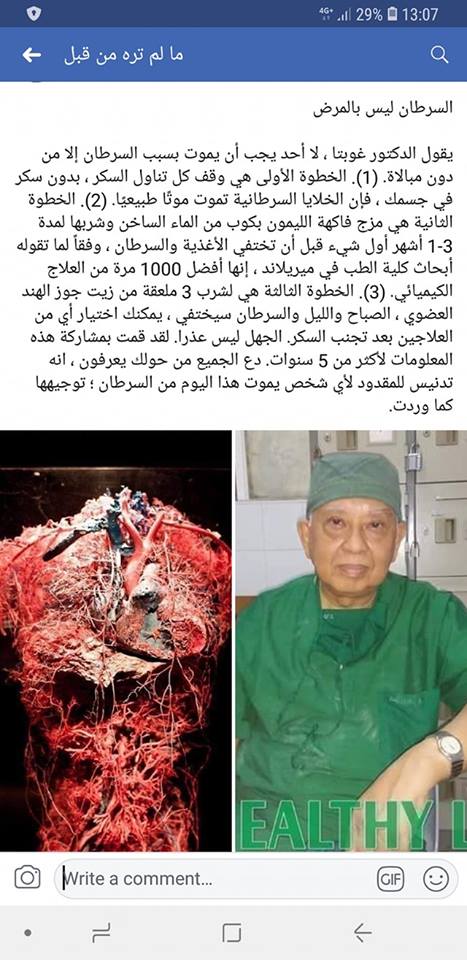 4G+ 29% 13:07
ما لم تره من قبل
السرطان ليس بالمرض
يقول الدكتور غوبتا ، لا أحد يجب أن يموت بسبب السرطان إلا من
دون مبالاة. (1). الخطوة الأولى هي وقف كل تناول السكر ، بدون سكر
في جسمك ، فإن الخلايا السرطانية تموت موتًا طبيعيًا. (2). الخطوة
الثانية هي مزج فاكهة الليمون بكوب من الماء الساخن وشربها لمدة
1-3 أشهر أول شيء قبل أن تختفي الأغذية والسرطان ، وفقاً لما تقوله
أبحاث كلية الطب في ميريلاند ، إنها أفضل 1000 مرة من العلاج
الكيميائي. (3). الخطوة الثالثة هي لشرب 3 ملعقة من زيت جوز الهند
العضوي ، الصباح والليل والسرطان سيختفي ، يمكنك اختيار أي من
العلاجين بعد تجنب السكر. الجهل ليس عذرا. لقد قمت بمشاركة هذه
المعلومات لأكثر من 5 سنوات. دع الجميع من حولك يعرفون ، انه
تدنيس للمقدود لأي شخص يموت هذا اليوم من السرطان ؛ توجيهها
كما وردت.
EALTHY L
Write a comment...
GIF